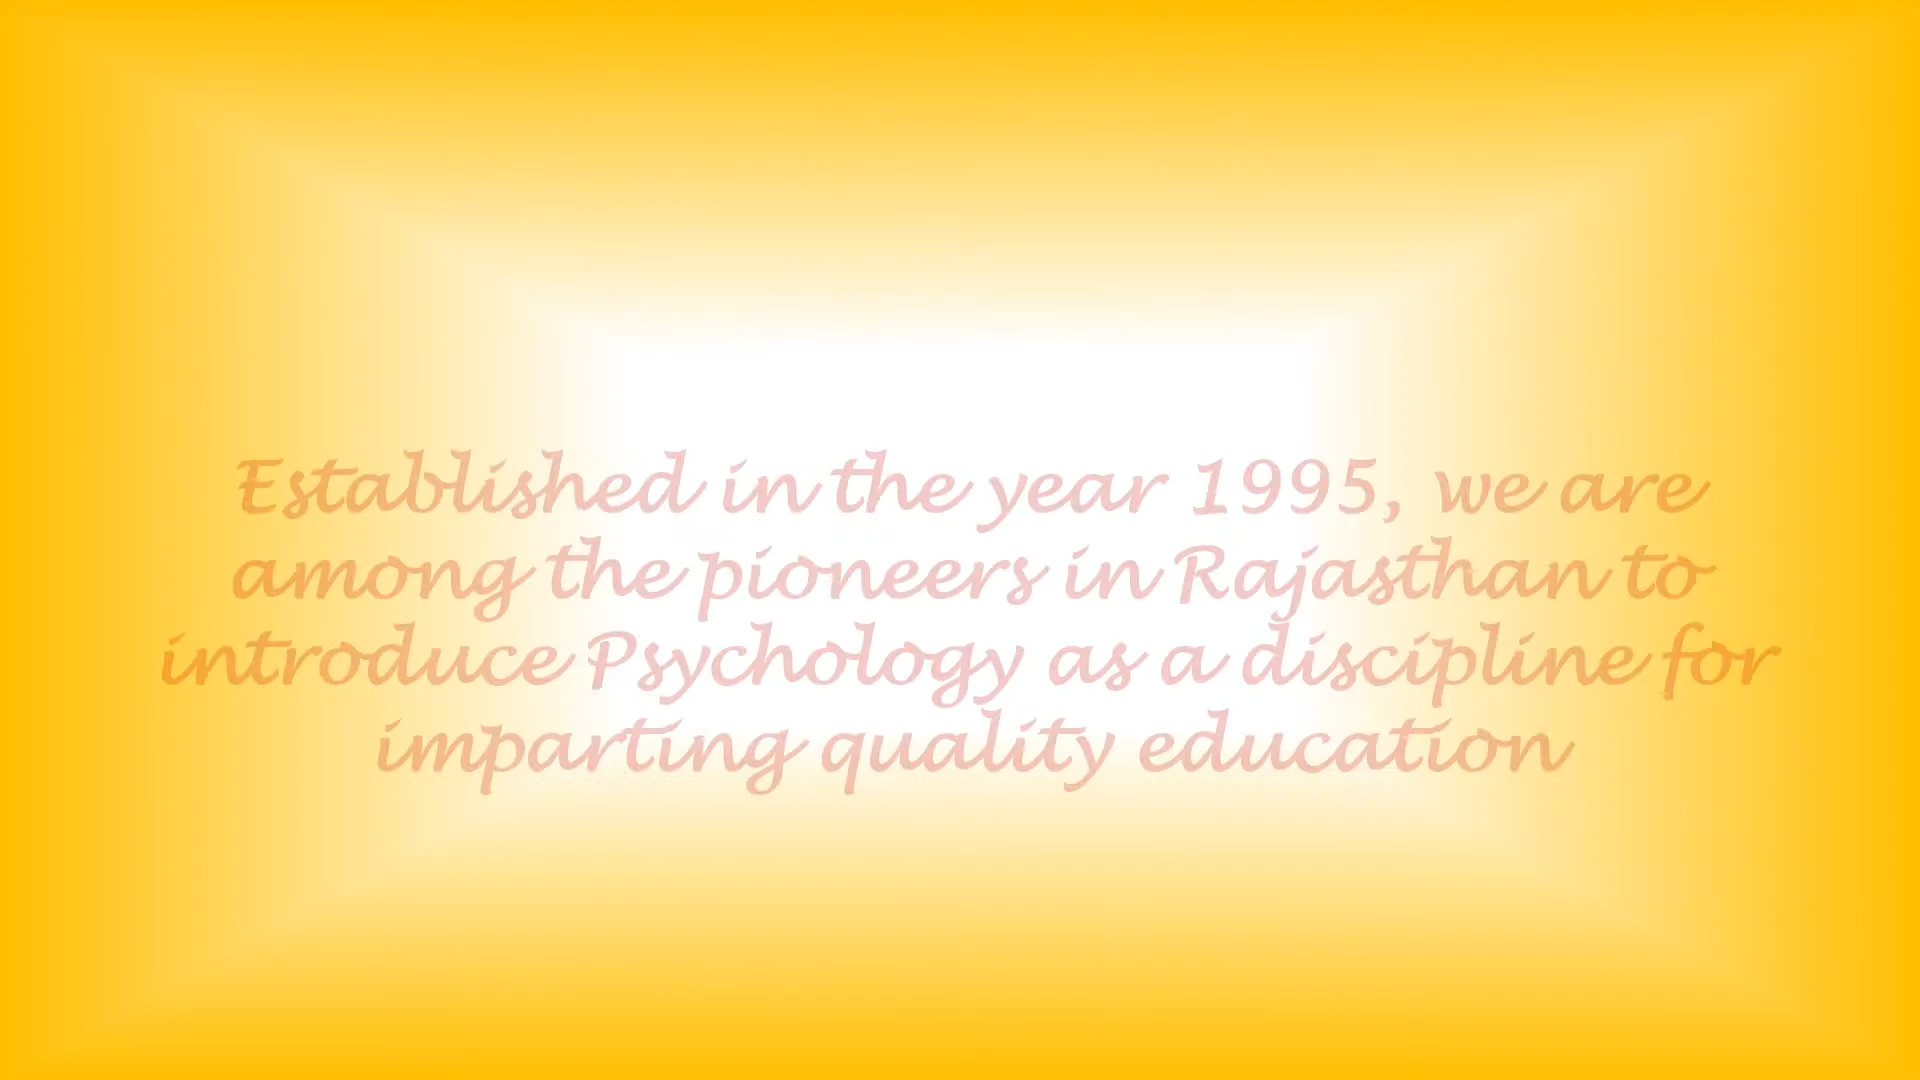 Established in the year 1995, we are
among the pioneers in Rajasthan to
introduce Psychology as a discipline for
imparting quality education